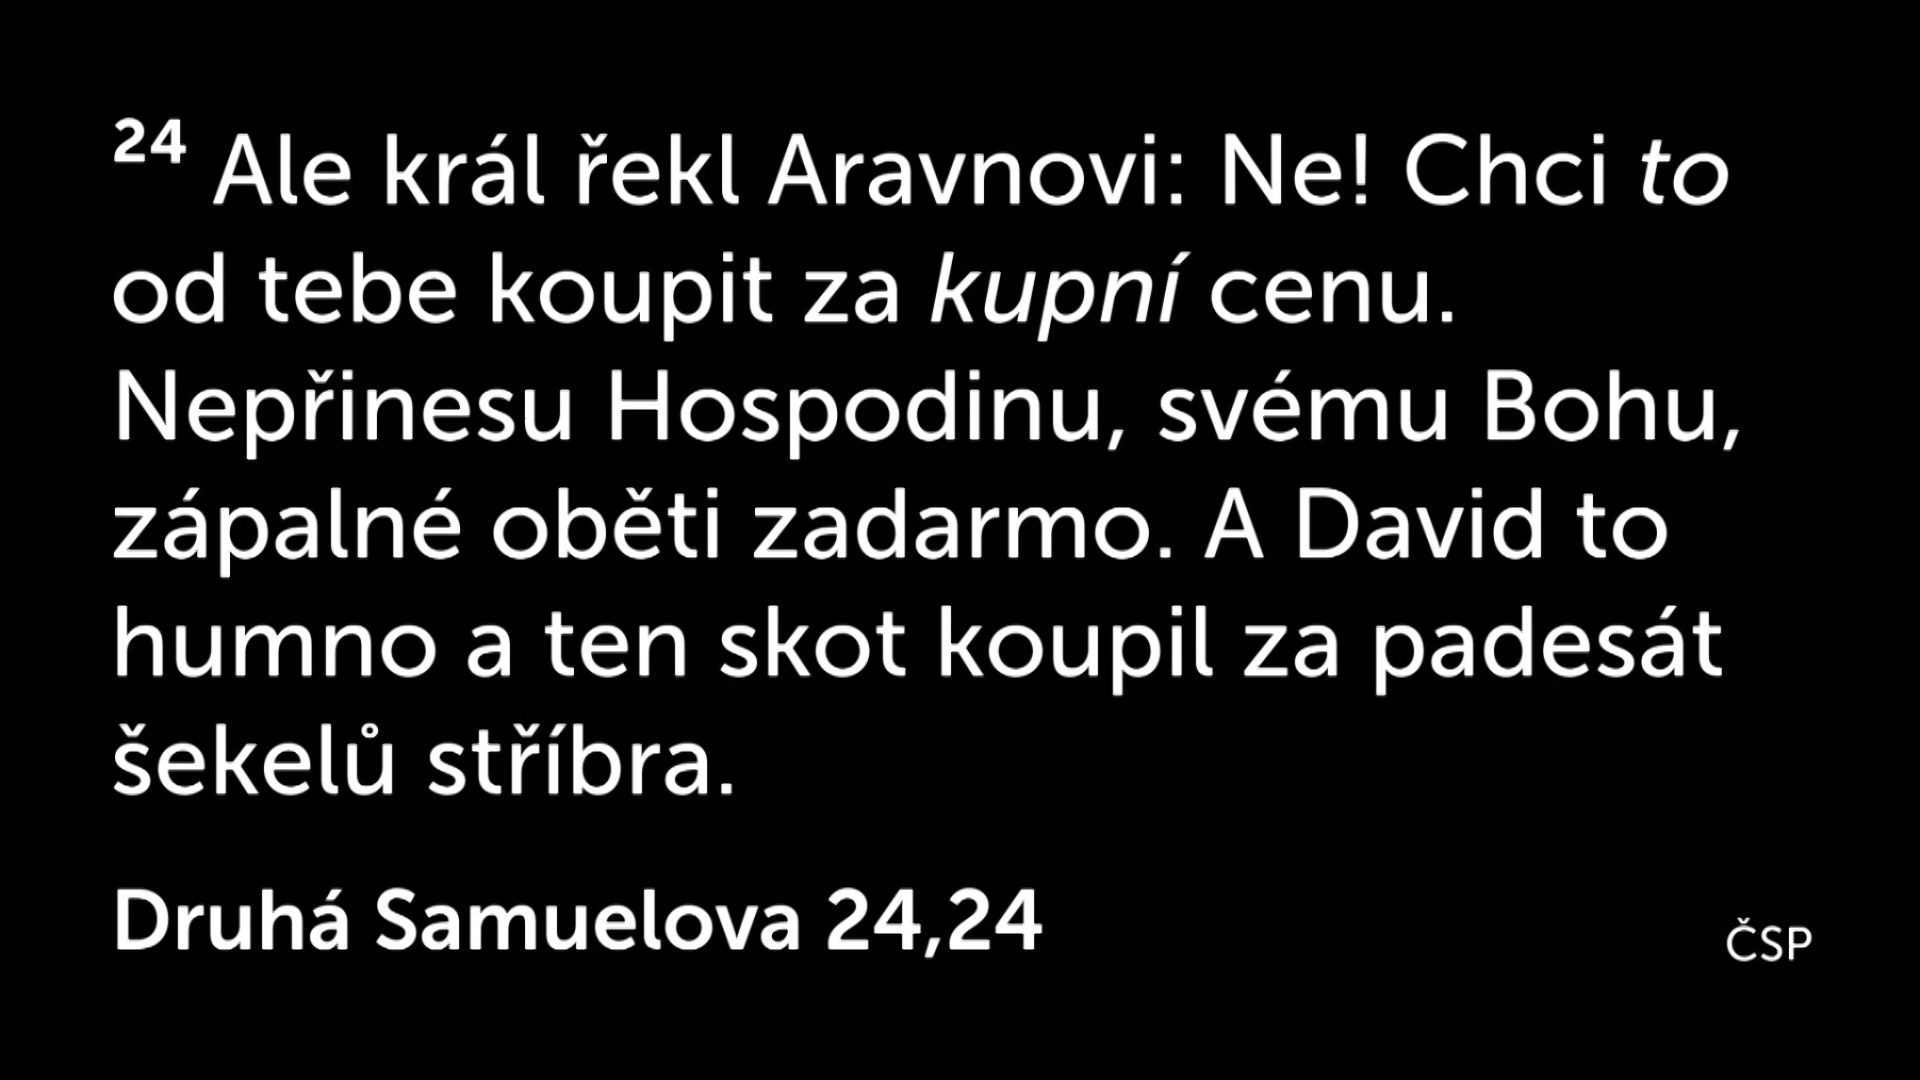 24 Ale král řekl Aravnovi: Ne! Chci to
od tebe koupit za kupní cenu.
Nepřinesu Hospodinu, svému Bohu,
zápalné oběti zadarmo. A David to
humno a ten skot koupil za padesát
šekelů stříbra.
Druhá Samuelova 24,24
ČSP